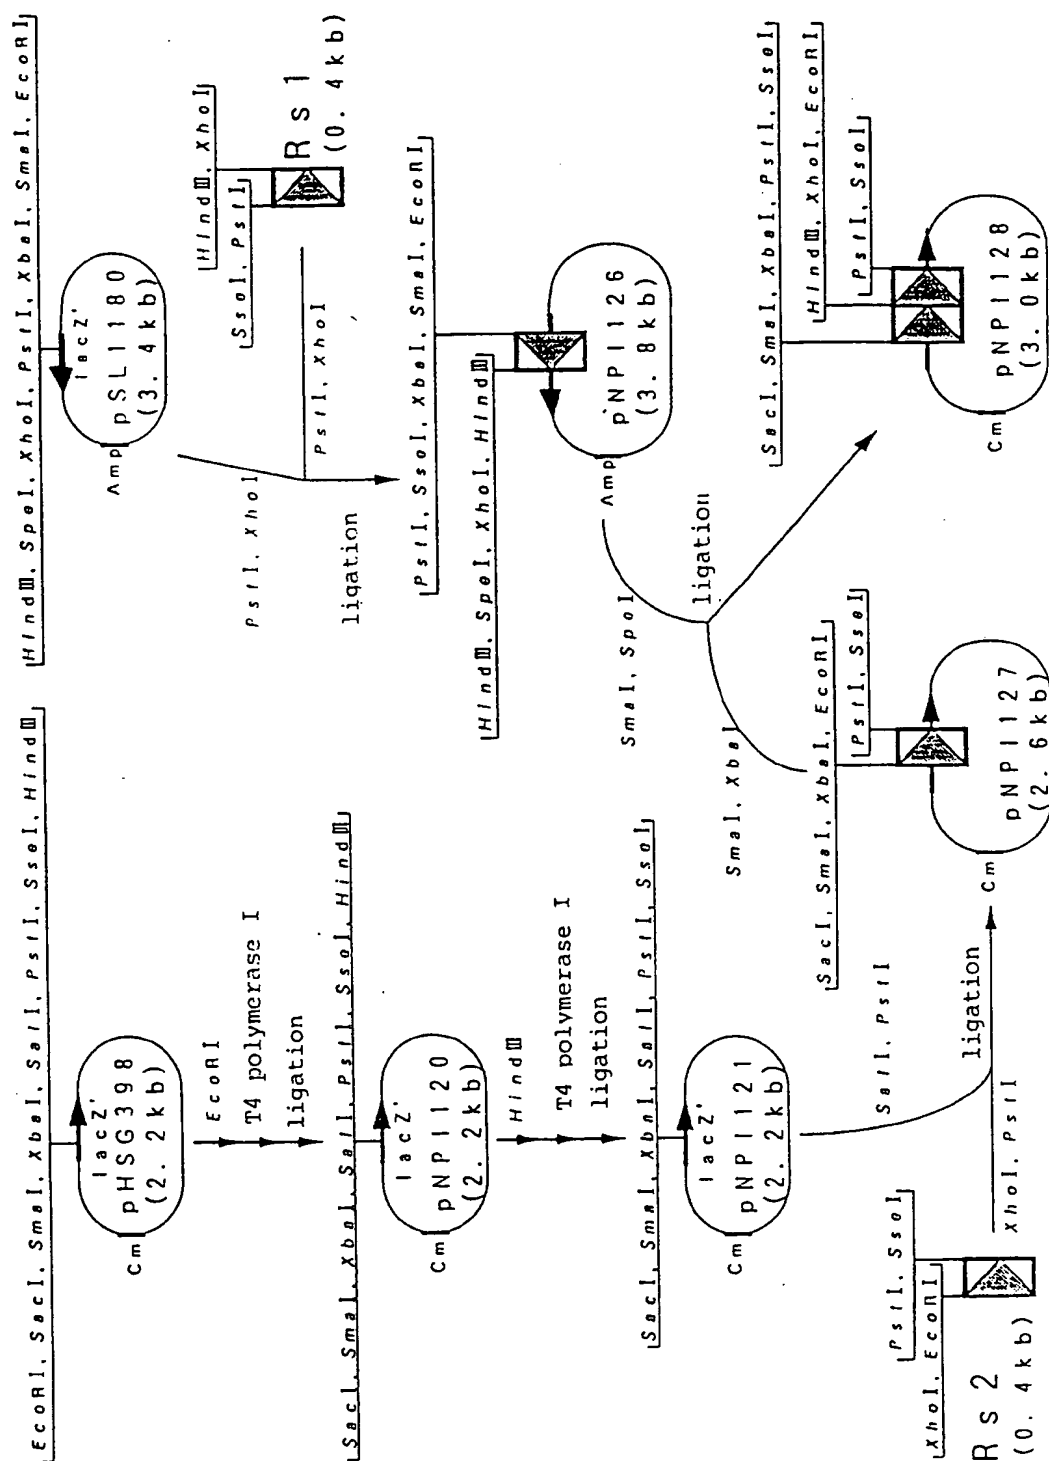 EcoRI, SacI, SmaI, XbaI, SalI, PstI, SseI, HindⅢ
lacZ'
pHSG398
(2. 2kb)
Cm
EcoRI
T4 polymerase I
ligation
SacI, SmaI, XbaI, SalI, PstI, SseI, HindⅢ
lacZ'
pNPI120
(2. 2kb)
Cm
HindⅢ
T4 polymerase I
ligation
SacI, SmaI, XbaI, SalI, PstI, SseI
lacZ'
pNPI121
(2. 2kb)
Cm
SalI, PstI
ligation
XhoI, PstI
PstI, SseI
XhoI, EcoRI
Rs2
(0. 4kb)
HindⅢ, SpeI, XhoI, PstI, XbaI, SmaI, EcoRI
lacZ'
pSL1180
(3. 4kb)
Amp
HindⅢ, XhoI
SseI, PstI
Rs1
(0. 4kb)
PstI, XhoI
PstI, XhoI
ligation
PstI, SseI, XbaI, SmaI, EcoRI
HindⅢ, SpeI, XhoI, HindⅢ
pNPI126
(3. 8kb)
Amp
SmaI, SpeI
ligation
SmaI, XbaI
SacI, SmaI, XbaI, EcoRI
PstI, SseI
pNPI127
(2. 6kb)
Cm
SacI, SmaI, XbaI, PstI, SseI
HindⅢ, XhoI, EcoRI
PstI, SseI
pNPI128
(3. 0kb)
Cm